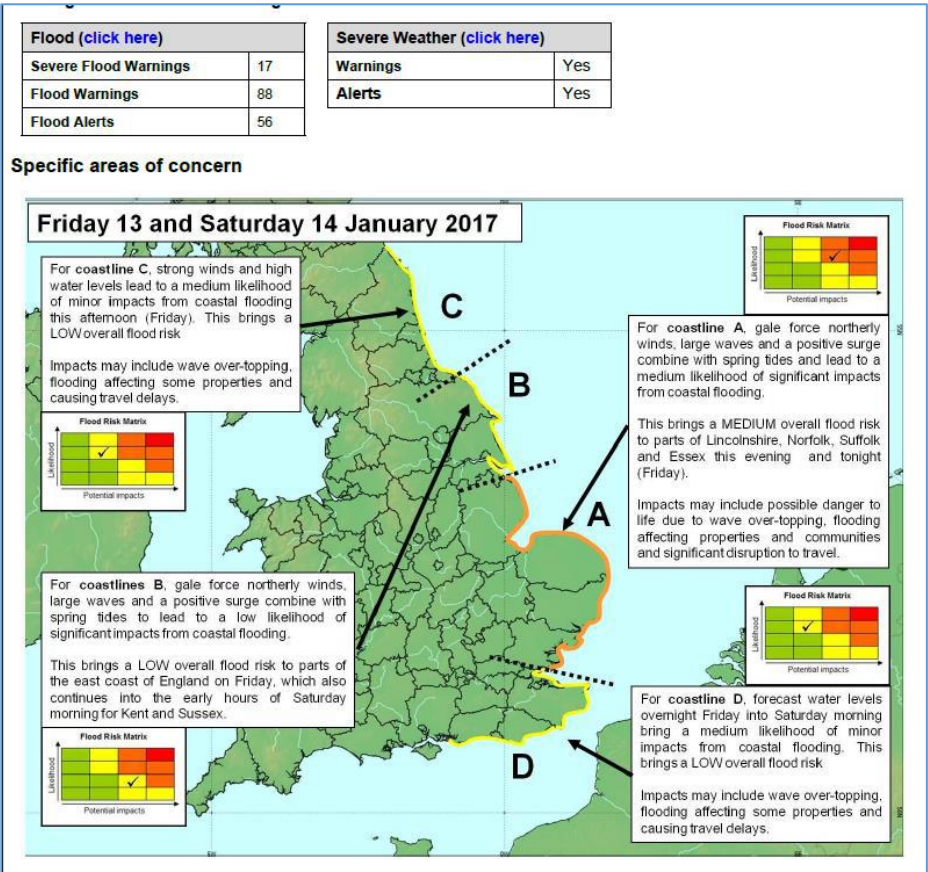 Flood (click here)
Severe Flood Warnings 17
Flood Warnings 88
Flood Alerts 56
Severe Weather (click here)
Warnings Yes
Alerts Yes
Specific areas of concern
Friday 13 and Saturday 14 January 2017
For coastline C, strong winds and high
water levels lead to a medium likelihood
of minor impacts from coastal flooding
this afternoon (Friday). This brings a
LOW overall flood risk
Impacts may include wave over-topping,
flooding affecting some properties and
causing travel delays.
Flood Risk Matrix
Likelihood
Potential impacts
C
B
A
D
Flood Risk Matrix
Likelihood
Potential impacts
For coastline A, gale force northerly
winds, large waves and a positive surge
combine with spring tides and lead to a
medium likelihood of significant impacts
from coastal flooding.
This brings a MEDIUM overall flood risk
to parts of Lincolnshire, Norfolk, Suffolk
and Essex this evening and tonight
(Friday).
Impacts may include possible danger to
life due to wave over-topping, flooding
affecting properties and communities
and significant disruption to travel.
For coastlines B, gale force northerly winds,
large waves and a positive surge combine with
spring tides to lead to a low likelihood of
significant impacts from coastal flooding.
This brings a LOW overall flood risk to parts of
the east coast of England on Friday, which also
continues into the early hours of Saturday
morning for Kent and Sussex.
Flood Risk Matrix
Likelihood
Potential impacts
Flood Risk Matrix
Likelihood
Potential impacts
For coastline D, forecast water levels
overnight Friday into Saturday morning
bring a medium likelihood of minor
impacts from coastal flooding. This
brings a LOW overall flood risk
Impacts may include wave over-topping,
flooding affecting some properties and
causing travel delays.